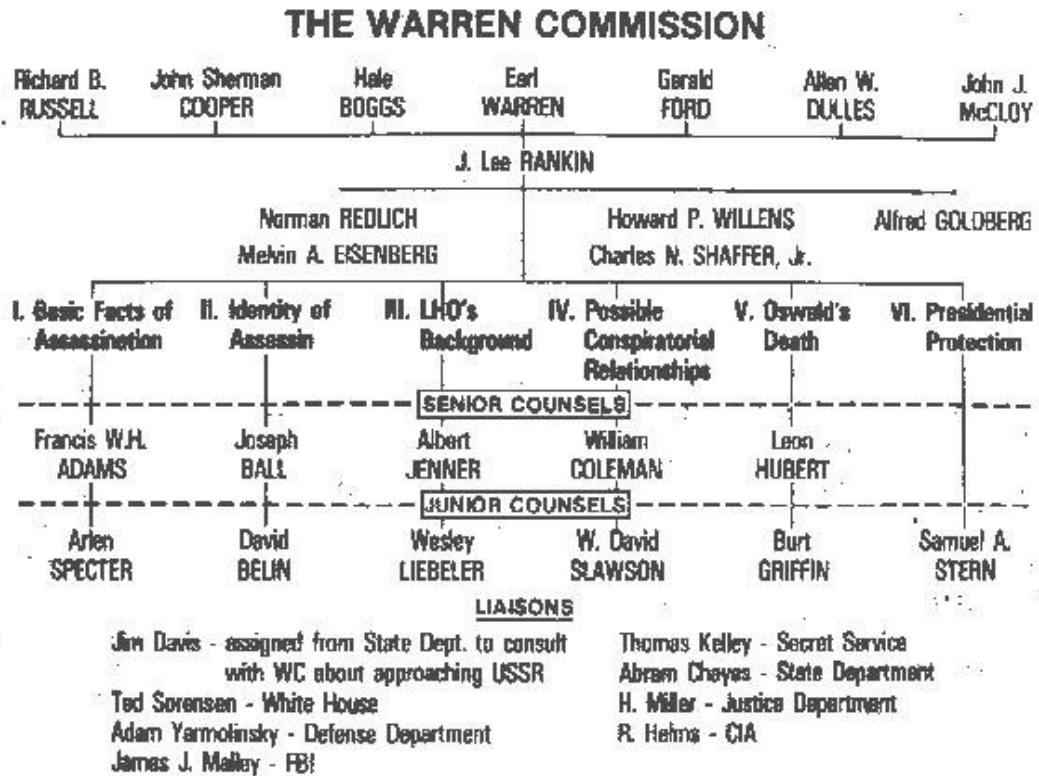 THE WARREN COMMISSION
Richard B. John Sherman Hale Earl Gerald Allen W. John J.
RUSSELL COOPER BOGGS WARREN FORD DULLES McCLOY
J. Lee RANKIN
Norman REDLICH Howard P. WILLENS Alfred GOLDBERG
Melvin A. EISENBERG Charles N. SHAFFER, Jr.
I. Basic Facts of II. Identity of III. LHO's IV. Possible V. Oswald's VI. Presidential
Assassination Assassin Background Conspiratorial Death Protection
Relationships
SENIOR COUNSELS
Francis W.H. Joseph Albert William Leon
ADAMS BALL JENNER COLEMAN HUBERT
JUNIOR COUNSELS
Arlen David Wesley W. David Burt Samuel A.
SPECTER BELIN LIEBELER SLAWSON GRIFFIN STERN
LIAISONS
Jim Davis - assigned from State Dept. to consult
with WC about approaching USSR
Ted Sorensen - White House
Adam Yarmolinsky - Defense Department
James J. Malley - FBI
Thomas Kelley - Secret Service
Abram Chayes - State Department
H. Miller - Justice Department
R. Helms - CIA